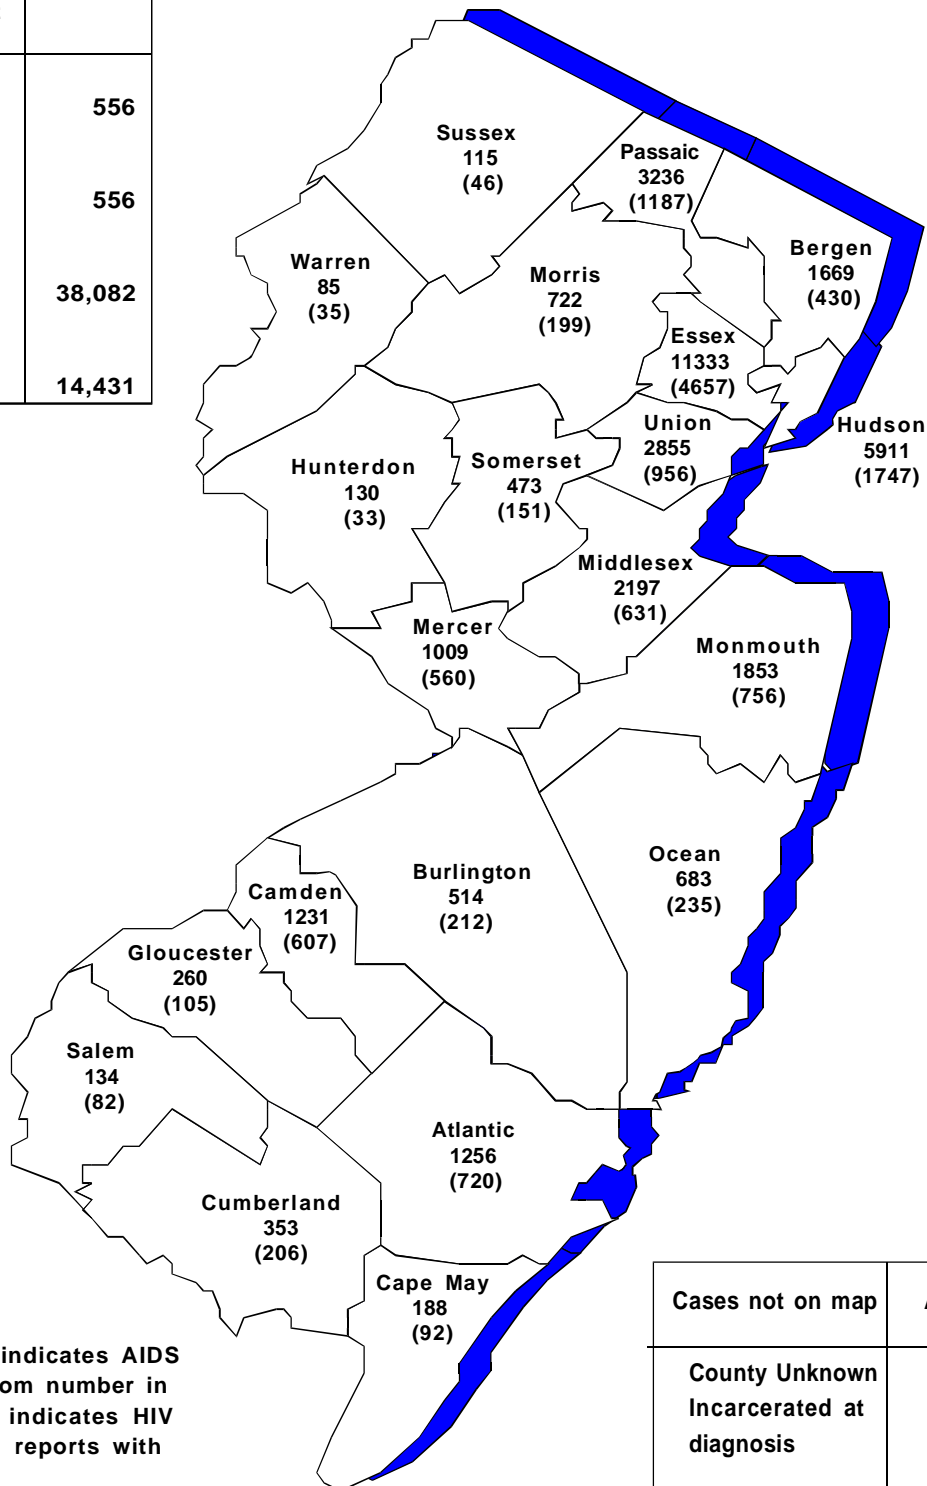 556
556
38,082
14,431
Sussex
115
(46)
Passaic
3236
(1187)
Bergen
1669
(430)
Warren
85
(35)
Morris
722
(199)
Essex
11333
(4657)
Hudson
5911
(1747)
Union
2855
(956)
Hunterdon
130
(33)
Somerset
473
(151)
Middlesex
2197
(631)
Mercer
1009
(560)
Monmouth
1853
(756)
Ocean
683
(235)
Burlington
514
(212)
Camden
1231
(607)
Gloucester
260
(105)
Salem
134
(82)
Atlantic
1256
(720)
Cumberland
353
(206)
Cape May
188
(92)
indicates AIDS
number in
indicates HIV
reports with
Cases not on map
County Unknown
Incarcerated at
diagnosis